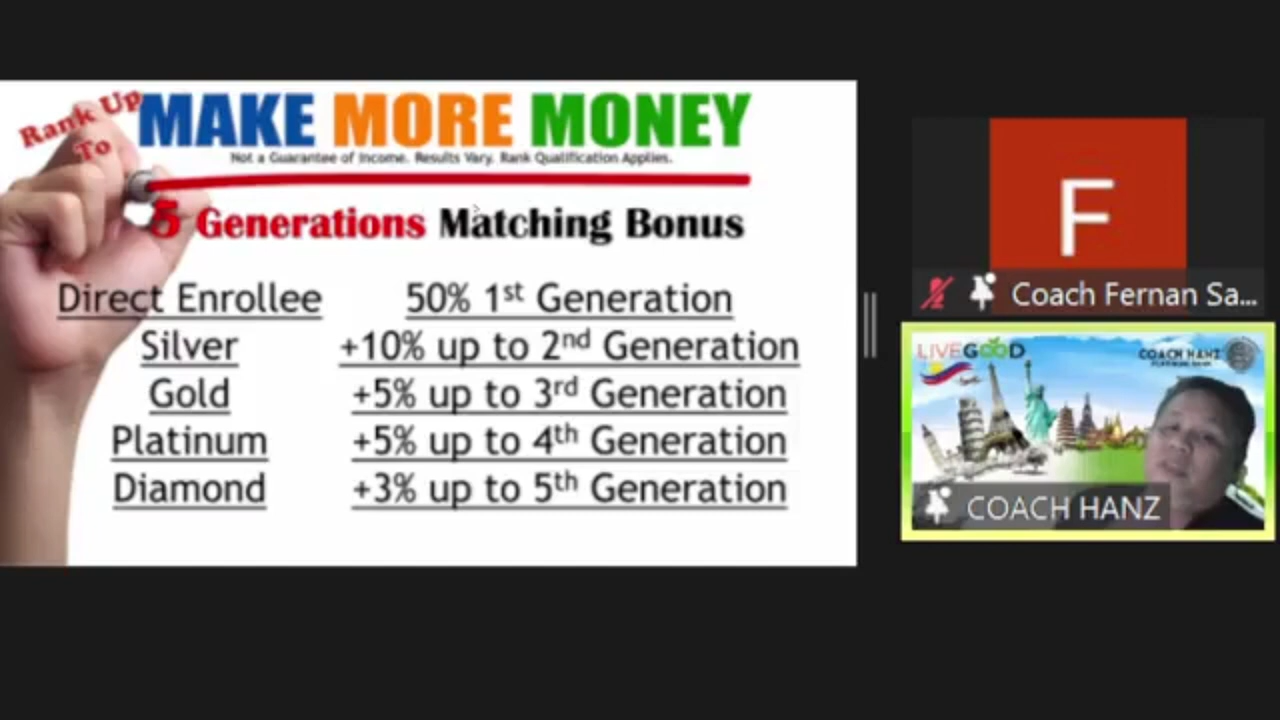 Rank Up
To
MAKE MORE MONEY
Not a Guarantee of Income. Results Vary. Rank Qualification Applies.
5 Generations Matching Bonus
Direct Enrollee 50% 1st Generation
Silver +10% up to 2nd Generation
Gold +5% up to 3rd Generation
Platinum +5% up to 4th Generation
Diamond +3% up to 5th Generation
F
Coach Fernan Sa...
LIVEGOOD
COACH HANZ
COACH HANZ